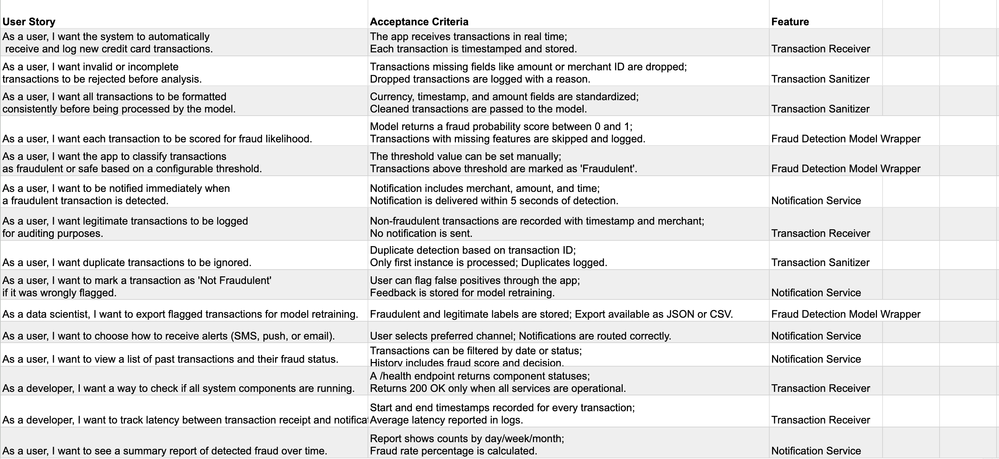 User Story
Acceptance Criteria
Feature
As a user, I want the system to automatically
receive and log new credit card transactions.
The app receives transactions in real time;
Each transaction is timestamped and stored.
Transaction Receiver
As a user, I want invalid or incomplete
transactions to be rejected before analysis.
Transactions missing fields like amount or merchant ID are dropped;
Dropped transactions are logged with a reason.
Transaction Sanitizer
As a user, I want all transactions to be formatted
consistently before being processed by the model.
Currency, timestamp, and amount fields are standardized;
Cleaned transactions are passed to the model.
Transaction Sanitizer
As a user, I want each transaction to be scored for fraud likelihood.
Model returns a fraud probability score between 0 and 1;
Transactions with missing features are skipped and logged.
Fraud Detection Model Wrapper
As a user, I want the app to classify transactions
as fraudulent or safe based on a configurable threshold.
The threshold value can be set manually;
Transactions above threshold are marked as 'Fraudulent'.
Fraud Detection Model Wrapper
As a user, I want to be notified immediately when
a fraudulent transaction is detected.
Notification includes merchant, amount, and time;
Notification is delivered within 5 seconds of detection.
Notification Service
As a user, I want legitimate transactions to be logged
for auditing purposes.
Non-fraudulent transactions are recorded with timestamp and merchant;
No notification is sent.
Transaction Receiver
As a user, I want duplicate transactions to be ignored.
Duplicate detection based on transaction ID;
Only first instance is processed; Duplicates logged.
Transaction Sanitizer
As a user, I want to mark a transaction as 'Not Fraudulent'
if it was wrongly flagged.
User can flag false positives through the app;
Feedback is stored for model retraining.
Notification Service
As a data scientist, I want to export flagged transactions for model retraining.
Fraudulent and legitimate labels are stored; Export available as JSON or CSV.
Fraud Detection Model Wrapper
As a user, I want to choose how to receive alerts (SMS, push, or email).
User selects preferred channel; Notifications are routed correctly.
Notification Service
As a user, I want to view a list of past transactions and their fraud status.
Transactions can be filtered by date or status;
History includes fraud score and decision.
Notification Service
As a developer, I want a way to check if all system components are running.
A /health endpoint returns component statuses;
Returns 200 OK only when all services are operational.
Transaction Receiver
As a developer, I want to track latency between transaction receipt and notifica
Start and end timestamps recorded for every transaction;
Average latency reported in logs.
Transaction Receiver
As a user, I want to see a summary report of detected fraud over time.
Report shows counts by day/week/month;
Fraud rate percentage is calculated.
Notification Service